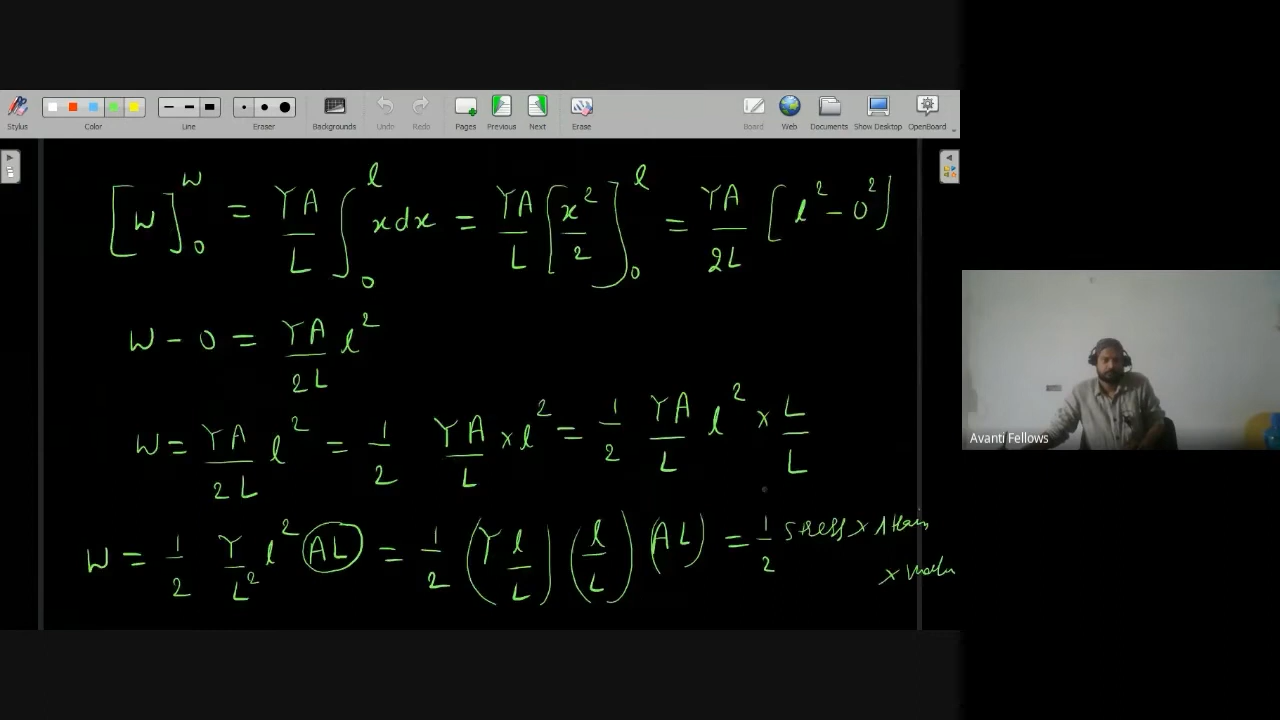 Stylus Color Line Eraser Backgrounds Undo Redo Pages Previous Next Erase Board Web Documents Show Desktop OpenBoard
[W]₀^W = YA/L ∫₀^l x dx = YA/L [x²/2]₀^l = YA/2L [l² - 0²]
W - 0 = YA/2L l²
W = YA/2L l² = 1/2 YA/L × l² = 1/2 YA/L l² × L/L
W = 1/2 Y/L² l² AL = 1/2 (Y l/L) (l/L) (AL) = 1/2 stress × strain
×
Avanti Fellows